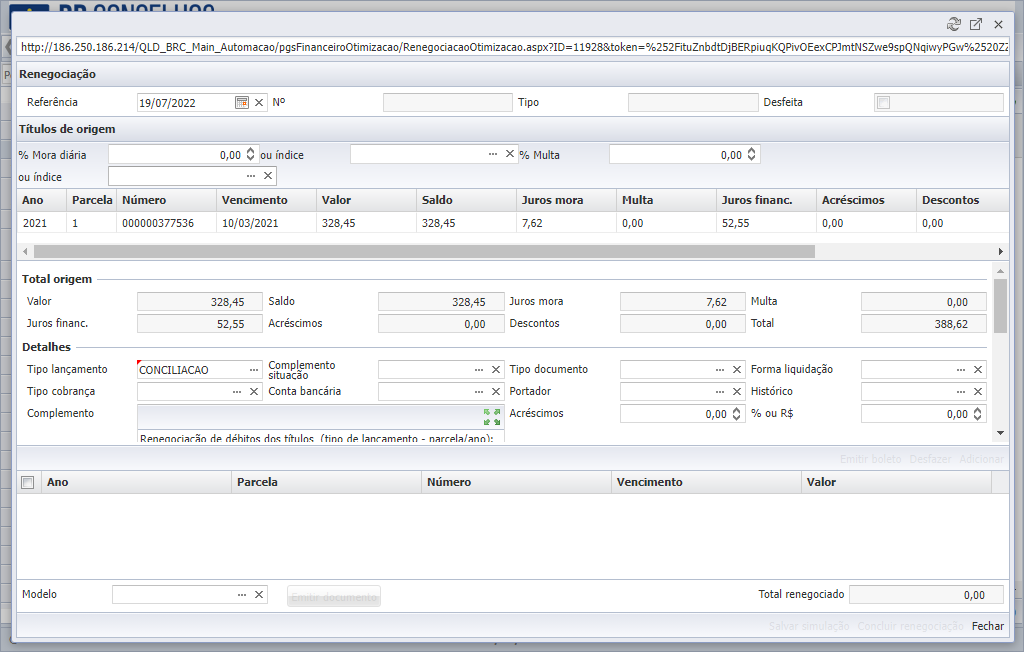 http://186.250.186.214/QLD_BRC_Main_Automacao/pgsFinanceiroOtimizacao/RenegociacaoOtimizacao.aspx?ID=11928&token=%252FituZnbdtDjBERpiuqKQPivOEexCPJmtNSZwe9spQNqiwyPGw%2520ZZ
Renegociação
Referência 19/07/2022 Nº Tipo Desfeita
Títulos de origem
% Mora diária 0,00 ou índice % Multa 0,00
ou índice
Ano Parcela Número Vencimento Valor Saldo Juros mora Multa Juros financ. Acréscimos Descontos
2021 1 000000377536 10/03/2021 328,45 328,45 7,62 0,00 52,55 0,00 0,00
Total origem
Valor 328,45 Saldo 328,45 Juros mora 7,62 Multa 0,00
Juros financ. 52,55 Acréscimos 0,00 Descontos 0,00 Total 388,62
Detalhes
Tipo lançamento CONCILIACAO Complemento situação Tipo documento Forma liquidação
Tipo cobrança Conta bancária Portador Histórico
Complemento Acréscimos 0,00 % ou R$ 0,00
Renegociação de débitos dos títulos (tipo de lançamento - parcela/ano):
Emitir boleto Desfazer Adicionar
Ano Parcela Número Vencimento Valor
Modelo Emitir documento Total renegociado 0,00
Salvar simulação Concluir renegociação Fechar